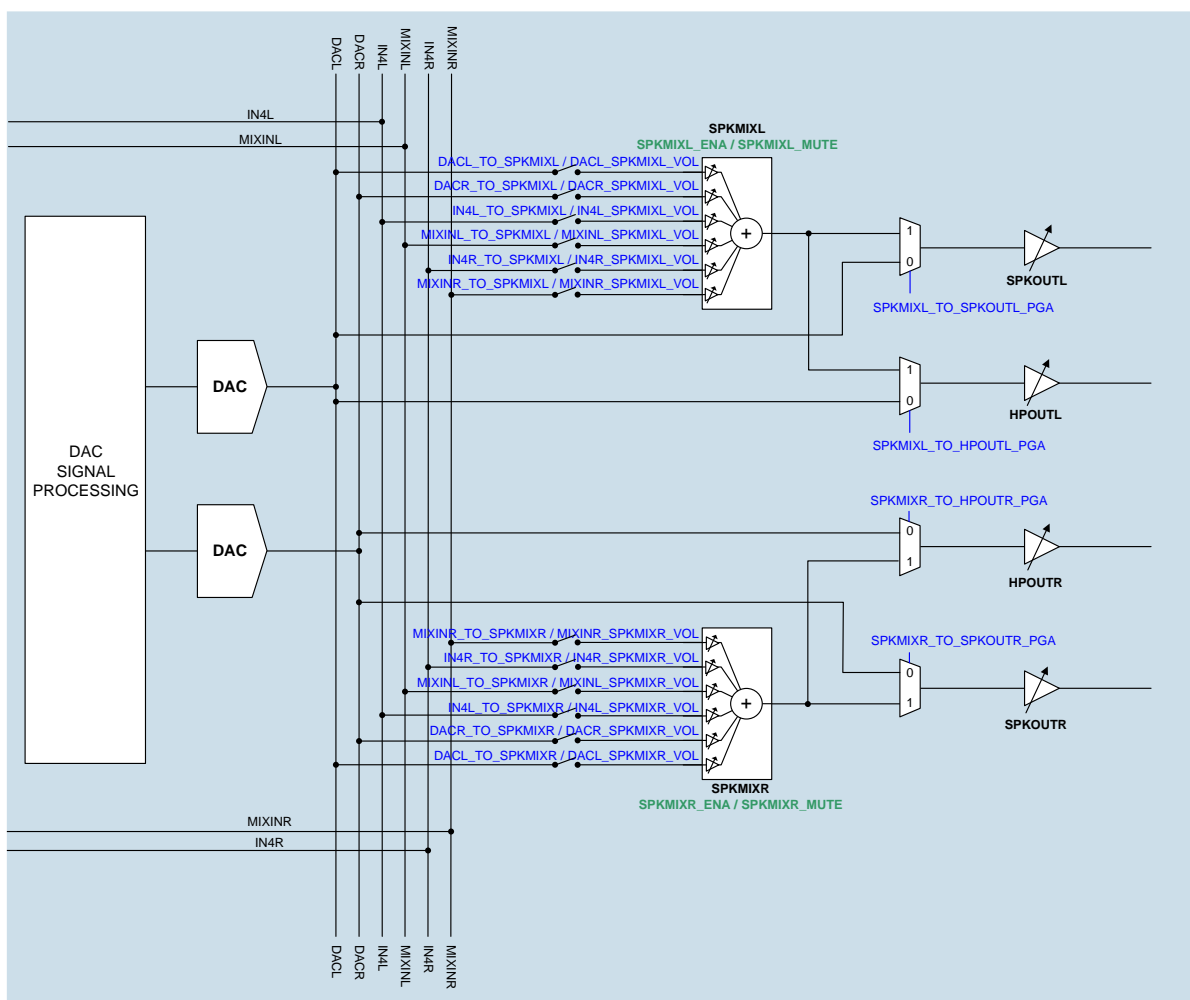 DACL
DACR
IN4L
MIXINL
IN4R
MIXINR
IN4L
MIXINL
SPKMIXL
SPKMIXL_ENA / SPKMIXL_MUTE
DACL_TO_SPKMIXL / DACL_SPKMIXL_VOL
DACR_TO_SPKMIXL / DACR_SPKMIXL_VOL
IN4L_TO_SPKMIXL / IN4L_SPKMIXL_VOL
MIXINL_TO_SPKMIXL / MIXINL_SPKMIXL_VOL
IN4R_TO_SPKMIXL / IN4R_SPKMIXL_VOL
MIXINR_TO_SPKMIXL / MIXINR_SPKMIXL_VOL
+
1
0
SPKOUTL
SPKMIXL_TO_SPKOUTL_PGA
DAC
1
0
HPOUTL
SPKMIXL_TO_HPOUTL_PGA
DAC
SIGNAL
PROCESSING
DAC
SPKMIXR_TO_HPOUTR_PGA
0
1
HPOUTR
MIXINR_TO_SPKMIXR / MIXINR_SPKMIXR_VOL
IN4R_TO_SPKMIXR / IN4R_SPKMIXR_VOL
MIXINL_TO_SPKMIXR / MIXINL_SPKMIXR_VOL
IN4L_TO_SPKMIXR / IN4L_SPKMIXR_VOL
DACR_TO_SPKMIXR / DACR_SPKMIXR_VOL
DACL_TO_SPKMIXR / DACL_SPKMIXR_VOL
+
SPKMIXR_TO_SPKOUTR_PGA
0
1
SPKOUTR
SPKMIXR
SPKMIXR_ENA / SPKMIXR_MUTE
MIXINR
IN4R
DACL
DACR
IN4L
MIXINL
IN4R
MIXINR